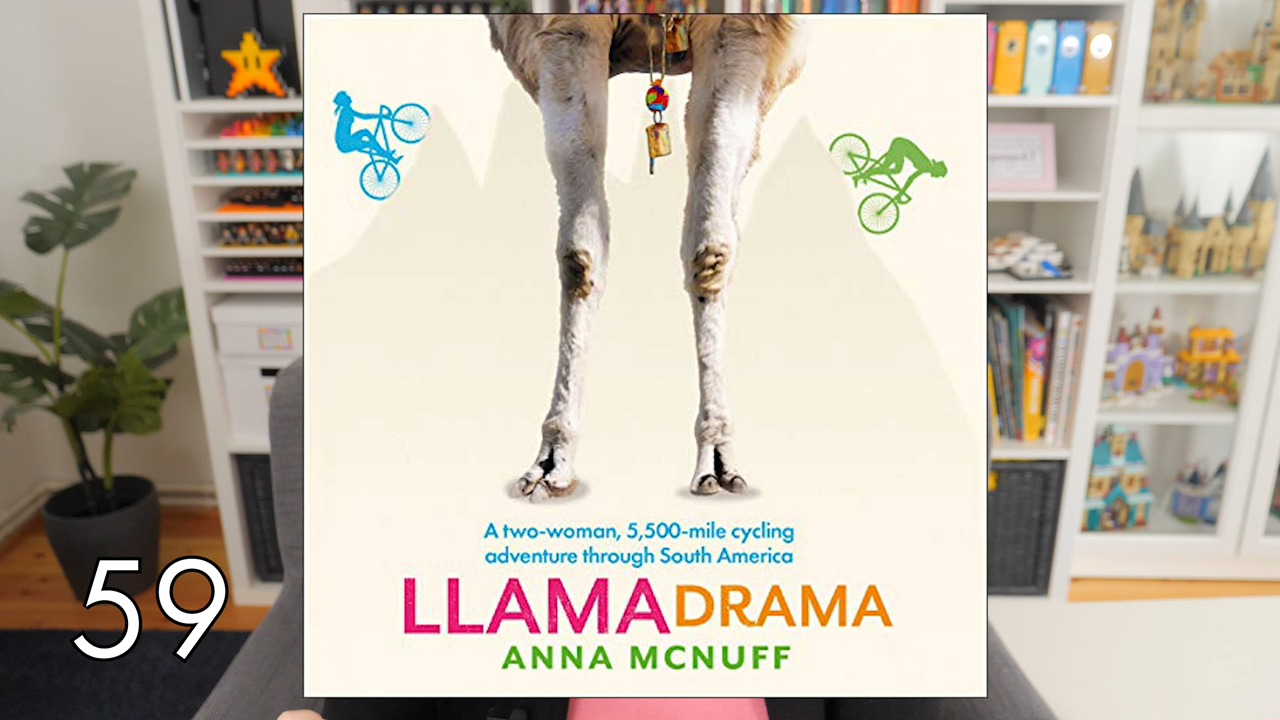 A two-woman, 5,500-mile cycling
adventure through South America
LLAMA DRAMA
ANNA MCNUFF
59